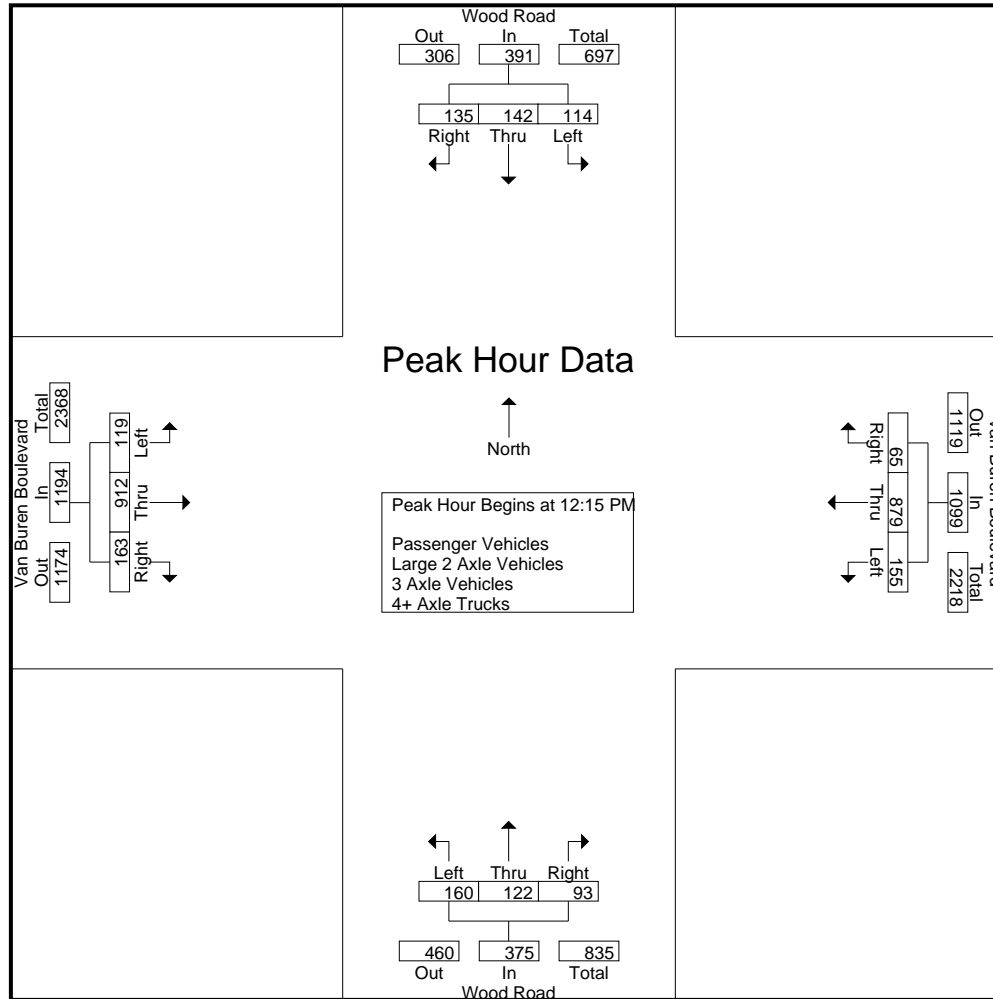 Wood Road
Out In Total
306 391 697
135 142 114
Right Thru Left
Peak Hour Data
North
Peak Hour Begins at 12:15 PM
Passenger Vehicles
Large 2 Axle Vehicles
3 Axle Vehicles
4+ Axle Trucks
Van Buren Boulevard
Out In Total
1174 1194 2368
163 912 119
Right Thru Left
Out In Total
1119 1099 2218
65 879 155
Right Thru Left
Left Thru Right
160 122 93
460 375 835
Out In Total
Wood Road